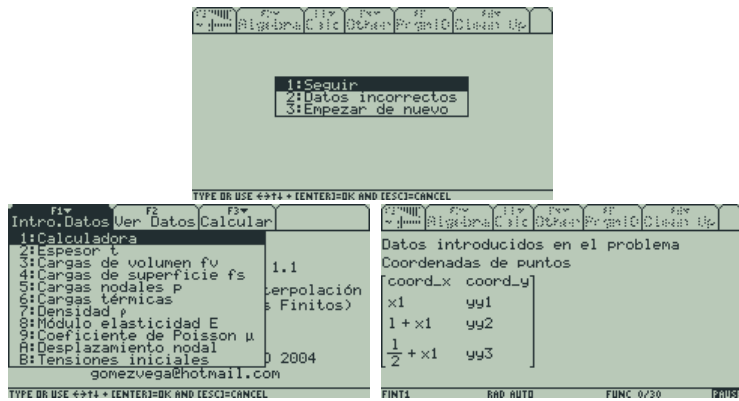 Algebra Calc Other PrgmIO Clean Up
1:Seguir
2:Datos incorrectos
3:Empezar de nuevo
TYPE OR USE ←→↑↓ + [ENTER]=OK AND [ESC]=CANCEL
F1▾ F2 F3▾
Intro.Datos Ver Datos Calcular
1:Calculadora
2:Espesor t
3:Cargas de volumen fv
4:Cargas de superficie fs
5:Cargas nodales p
6:Cargas térmicas
7:Densidad ρ
8:Módulo elasticidad E
9:Coeficiente de Poisson μ
A:Desplazamiento nodal
B:Tensiones iniciales
1.1
terpolación
s Finitos)
2004
gomezvega@hotmail.com
TYPE OR USE ←→↑↓ + [ENTER]=OK AND [ESC]=CANCEL
Algebra Calc Other PrgmIO Clean Up
Datos introducidos en el problema
Coordenadas de puntos
coord_x coord_y
x1 yy1
1 + x1 yy2
1/2 + x1 yy3
FINT1 RAD AUTO FUNC 0/30 PAUSE